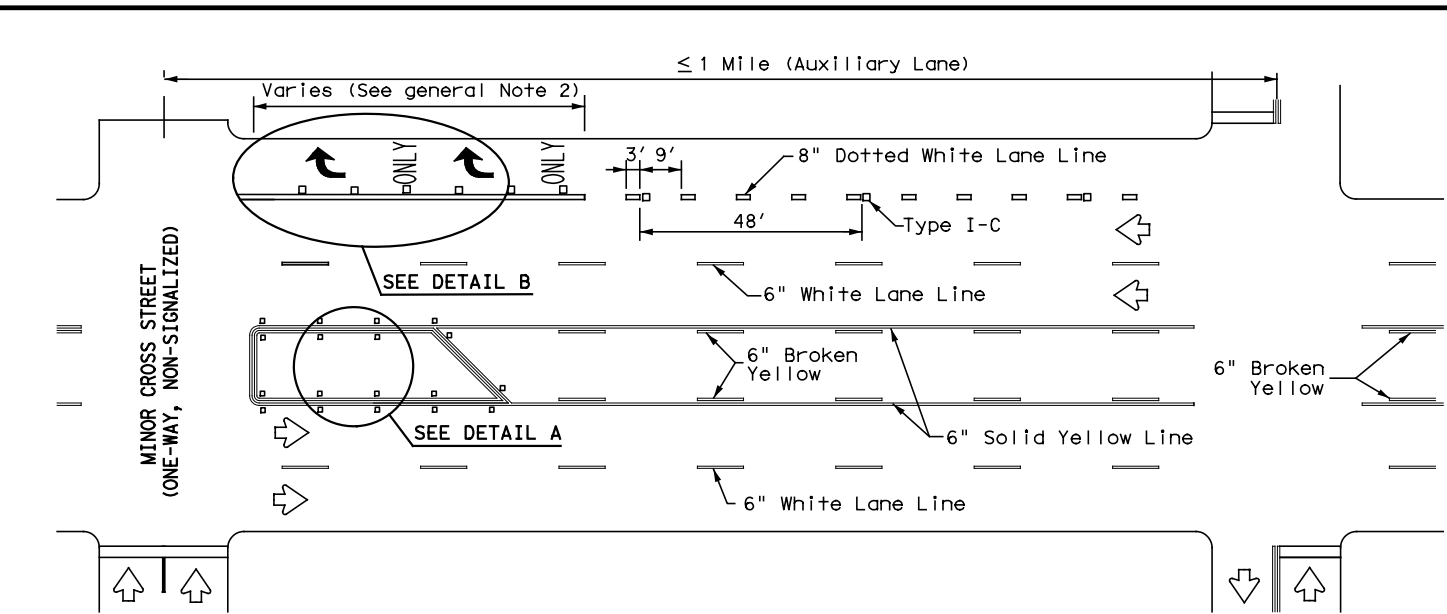 ≤ 1 Mile (Auxiliary Lane)
Varies (See general Note 2)
ONLY
ONLY
3′ 9′
8" Dotted White Lane Line
48′
Type I-C
SEE DETAIL B
6" White Lane Line
MINOR CROSS STREET
(ONE-WAY, NON-SIGNALIZED)
6" Broken
Yellow
6" Broken
Yellow
SEE DETAIL A
6" Solid Yellow Line
6" White Lane Line